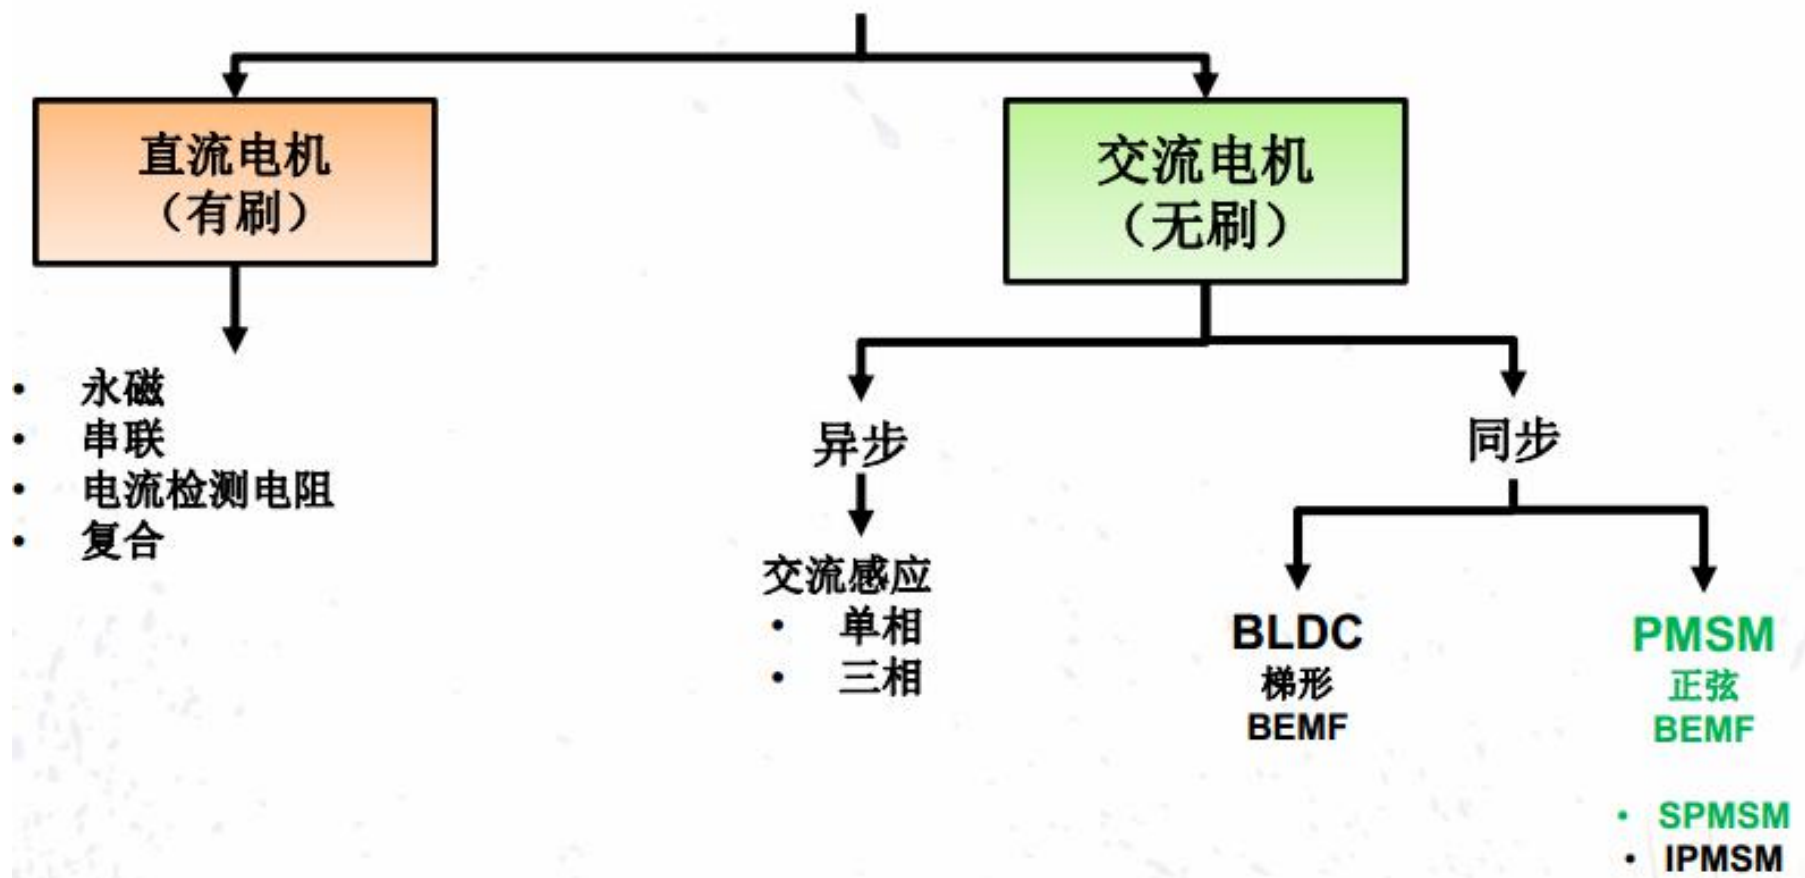 直流电机
（有刷）
• 永磁
• 串联
• 电流检测电阻
• 复合
交流电机
（无刷）
异步
交流感应
• 单相
• 三相
同步
BLDC
梯形
BEMF
PMSM
正弦
BEMF
• SPMSM
• IPMSM